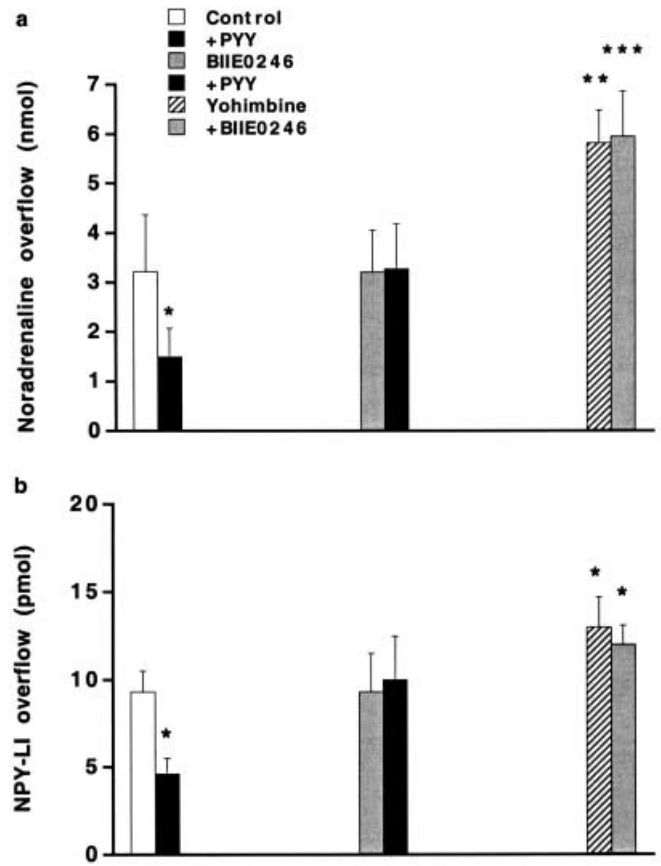 a
Control
+PYY
BIIE0246
+PYY
Yohimbine
+BIIE0246
Noradrenaline overflow (nmol)
7
6
5
4
3
2
1
0
*
**
***
b
NPY-LI overflow (pmol)
20
15
10
5
0
*
*
*